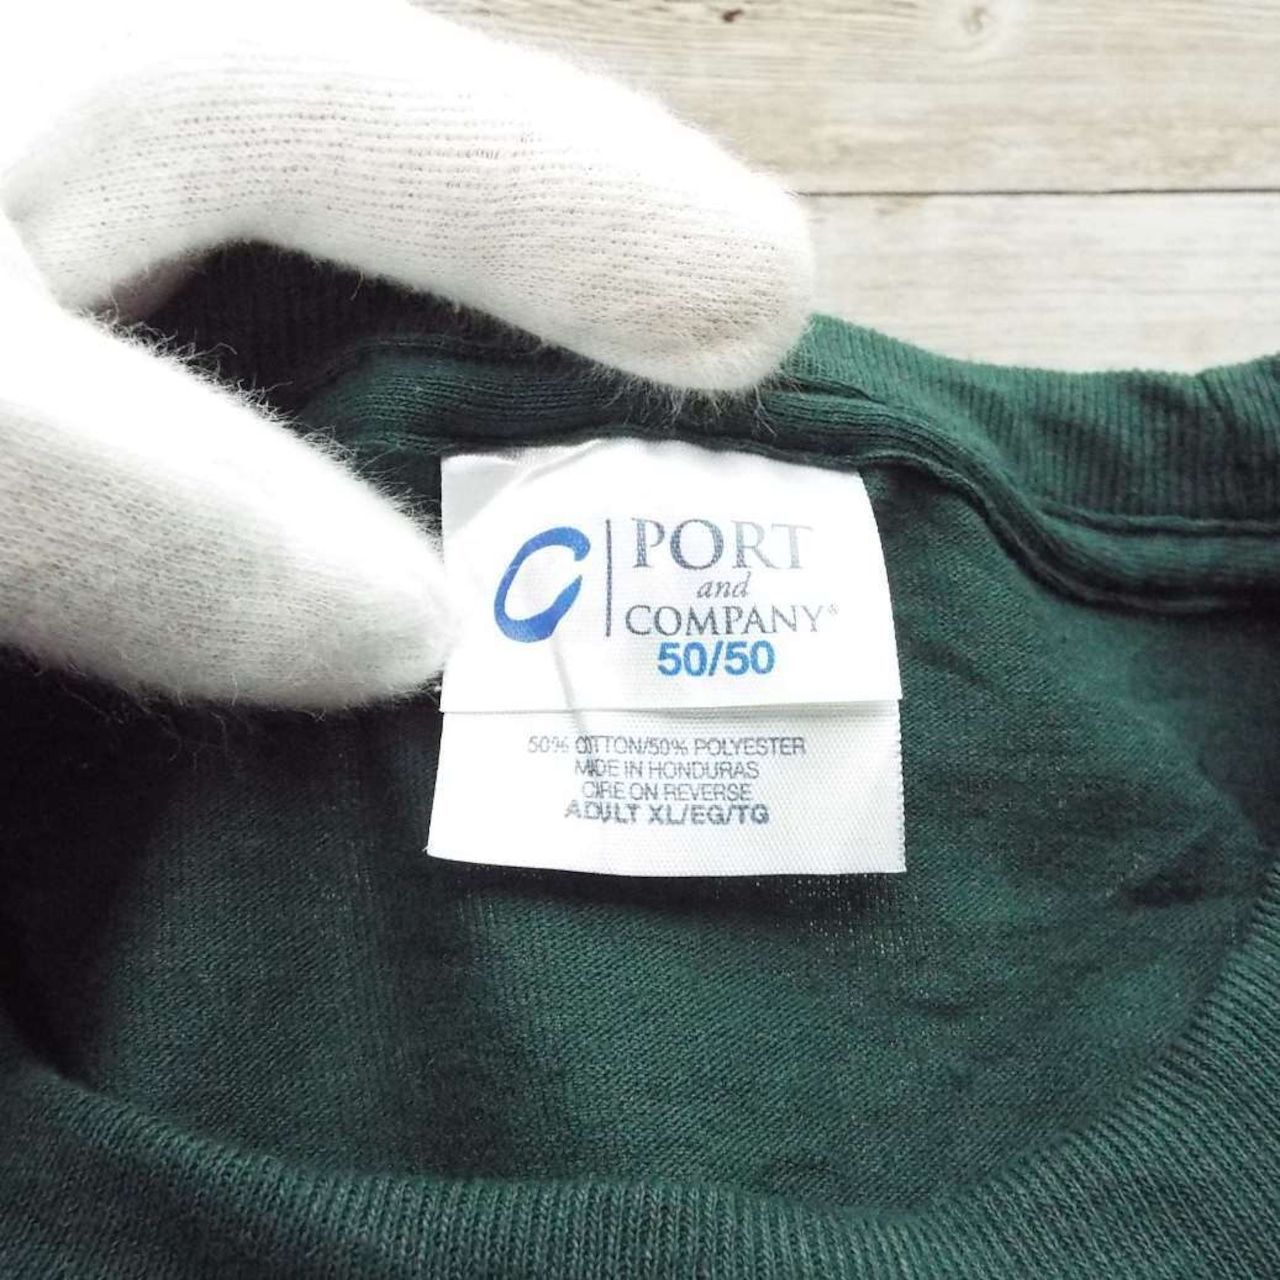 PORT
and
COMPANY®
50/50
50% COTTON/50% POLYESTER
MADE IN HONDURAS
CIRE ON REVERSE
ADULT XL/EG/TG